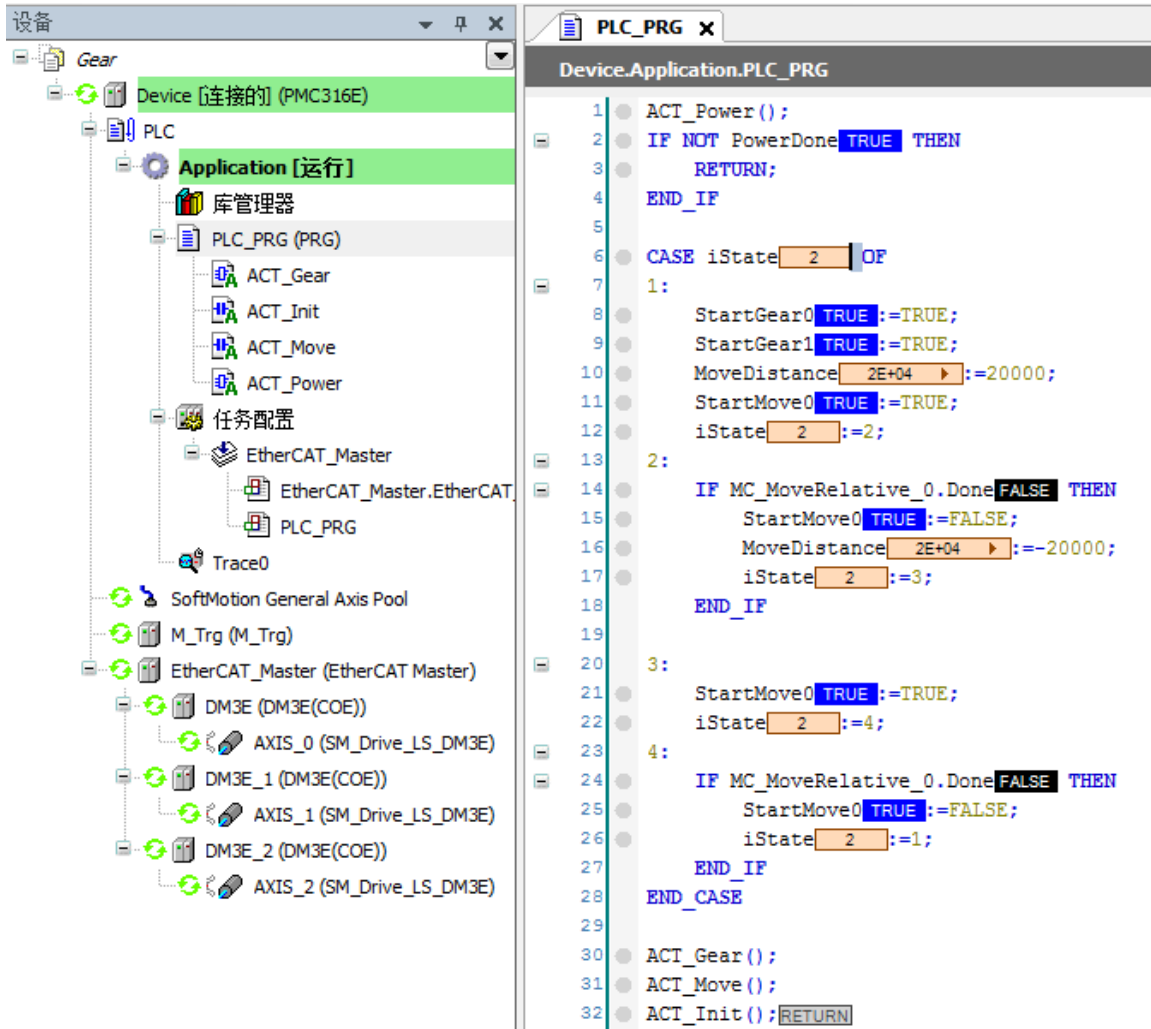 设备
Gear
Device [连接的] (PMC316E)
PLC
Application [运行]
库管理器
PLC_PRG (PRG)
ACT_Gear
ACT_Init
ACT_Move
ACT_Power
任务配置
EtherCAT_Master
EtherCAT_Master.EtherCAT_
PLC_PRG
Trace0
SoftMotion General Axis Pool
M_Trg (M_Trg)
EtherCAT_Master (EtherCAT Master)
DM3E (DM3E(COE))
AXIS_0 (SM_Drive_LS_DM3E)
DM3E_1 (DM3E(COE))
AXIS_1 (SM_Drive_LS_DM3E)
DM3E_2 (DM3E(COE))
AXIS_2 (SM_Drive_LS_DM3E)
PLC_PRG X
Device.Application.PLC_PRG
1 ACT_Power();
2 IF NOT PowerDone TRUE THEN
3 RETURN;
4 END_IF
5
6 CASE iState 2 OF
7 1:
8 StartGear0 TRUE :=TRUE;
9 StartGear1 TRUE :=TRUE;
10 MoveDistance 2E+04 :=20000;
11 StartMove0 TRUE :=TRUE;
12 iState 2 :=2;
13 2:
14 IF MC_MoveRelative_0.Done FALSE THEN
15 StartMove0 TRUE :=FALSE;
16 MoveDistance 2E+04 :=-20000;
17 iState 2 :=3;
18 END_IF
19
20 3:
21 StartMove0 TRUE :=TRUE;
22 iState 2 :=4;
23 4:
24 IF MC_MoveRelative_0.Done FALSE THEN
25 StartMove0 TRUE :=FALSE;
26 iState 2 :=1;
27 END_IF
28 END_CASE
29
30 ACT_Gear();
31 ACT_Move();
32 ACT_Init(); RETURN